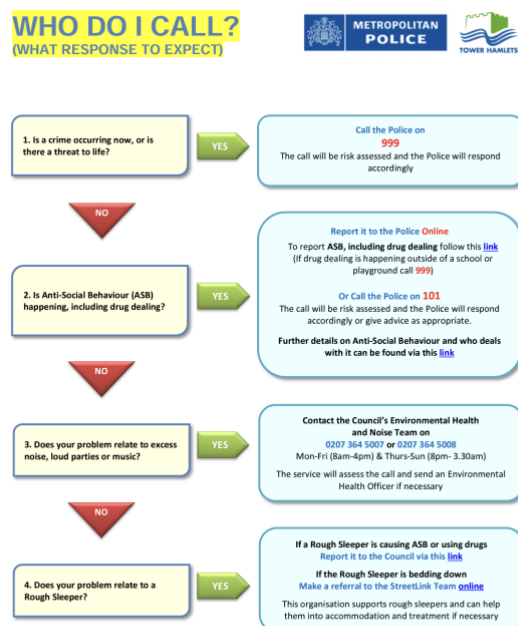 WHO DO I CALL?
(WHAT RESPONSE TO EXPECT)
METROPOLITAN
POLICE
TOWER HAMLETS
1. Is a crime occurring now, or is
there a threat to life?
YES
Call the Police on
999
The call will be risk assessed and the Police will respond
accordingly
NO
2. Is Anti-Social Behaviour (ASB)
happening, including drug dealing?
YES
Report it to the Police Online
To report ASB, including drug dealing follow this link
(If drug dealing is happening outside of a school or
playground call 999)
Or Call the Police on 101
The call will be risk assessed and the Police will respond
accordingly or give advice as appropriate.
Further details on Anti-Social Behaviour and who deals
with it can be found via this link
NO
3. Does your problem relate to excess
noise, loud parties or music?
YES
Contact the Council's Environmental Health
and Noise Team on
0207 364 5007 or 0207 364 5008
Mon-Fri (8am-4pm) & Thurs-Sun (8pm- 3.30am)
The service will assess the call and send an Environmental
Health Officer if necessary
NO
4. Does your problem relate to a
Rough Sleeper?
YES
If a Rough Sleeper is causing ASB or using drugs
Report it to the Council via this link
If the Rough Sleeper is bedding down
Make a referral to the StreetLink Team online
This organisation supports rough sleepers and can help
them into accommodation and treatment if necessary